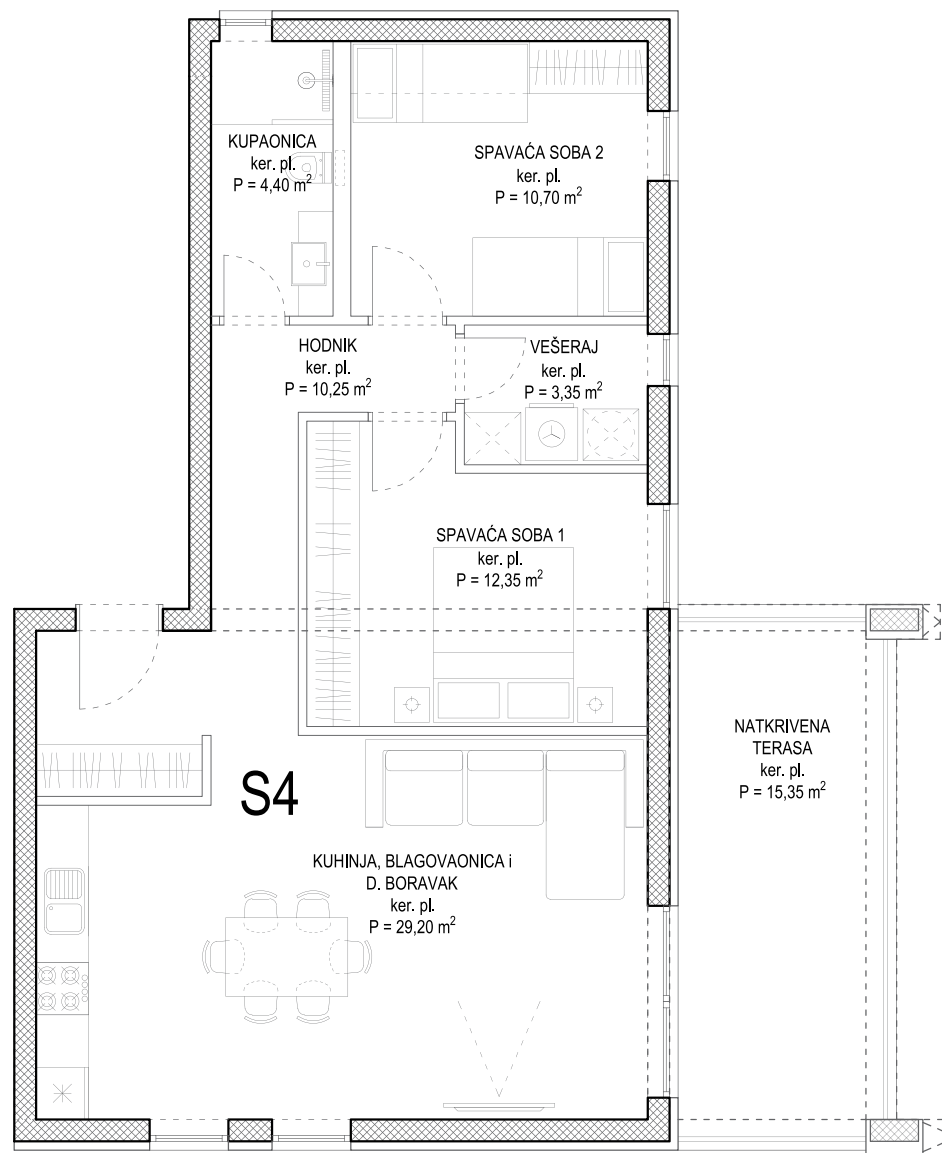 KUPAONICA
ker. pl.
P = 4,40 m²
SPAVAĆA SOBA 2
ker. pl.
P = 10,70 m²
HODNIK
ker. pl.
P = 10,25 m²
VEŠERAJ
ker. pl.
P = 3,35 m²
SPAVAĆA SOBA 1
ker. pl.
P = 12,35 m²
NATKRIVENA
TERASA
ker. pl.
P = 15,35 m²
S4
KUHINJA, BLAGOVAONICA i
D. BORAVAK
ker. pl.
P = 29,20 m²